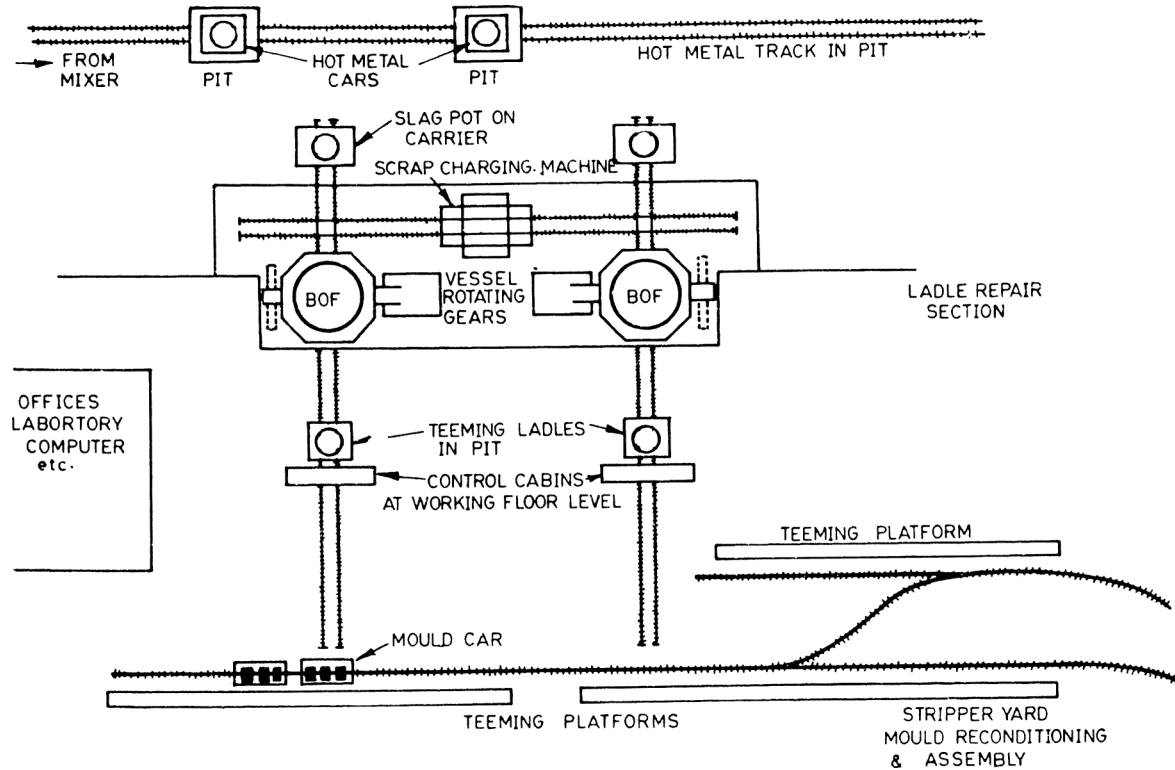 FROM
MIXER
PIT
HOT METAL
CARS
PIT
HOT METAL TRACK IN PIT
SLAG POT ON
CARRIER
SCRAP CHARGING. MACHINE
BOF
VESSEL
ROTATING
GEARS
BOF
LADLE REPAIR
SECTION
OFFICES
LABORTORY
COMPUTER
etc.
TEEMING LADLES
IN PIT
CONTROL CABINS
AT WORKING FLOOR LEVEL
TEEMING PLATFORM
MOULD CAR
TEEMING PLATFORMS
STRIPPER YARD
MOULD RECONDITIONING
& ASSEMBLY